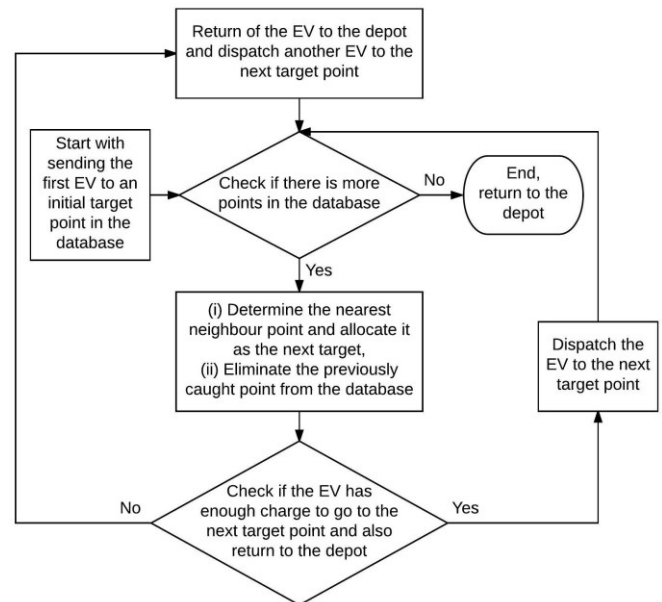 Return of the EV to the depot
and dispatch another EV to the
next target point
Start with
sending the
first EV to an
initial target
point in the
database
Check if there is more
points in the database
No
End,
return to the
depot
Yes
(i) Determine the nearest
neighbour point and allocate it
as the next target,
(ii) Eliminate the previously
caught point from the database
Dispatch the
EV to the next
target point
No
Check if the EV has
enough charge to go to the
next target point and also
return to the depot
Yes